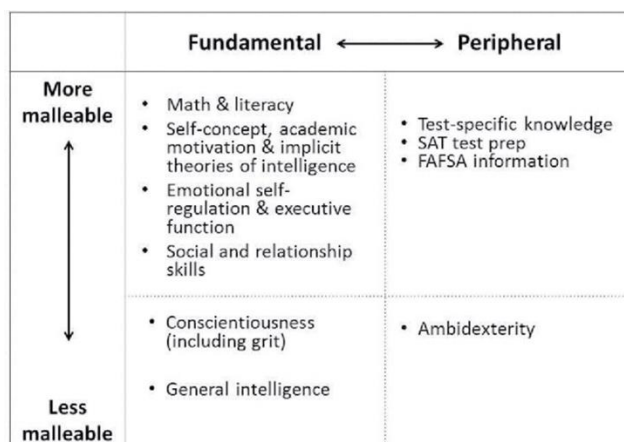 Fundamental
Peripheral
More
malleable
• Math & literacy
• Self-concept, academic
motivation & implicit
theories of intelligence
• Emotional self-
regulation & executive
function
• Social and relationship
skills
• Test-specific knowledge
• SAT test prep
• FAFSA information
Less
malleable
• Conscientiousness
(including grit)
• General intelligence
• Ambidexterity